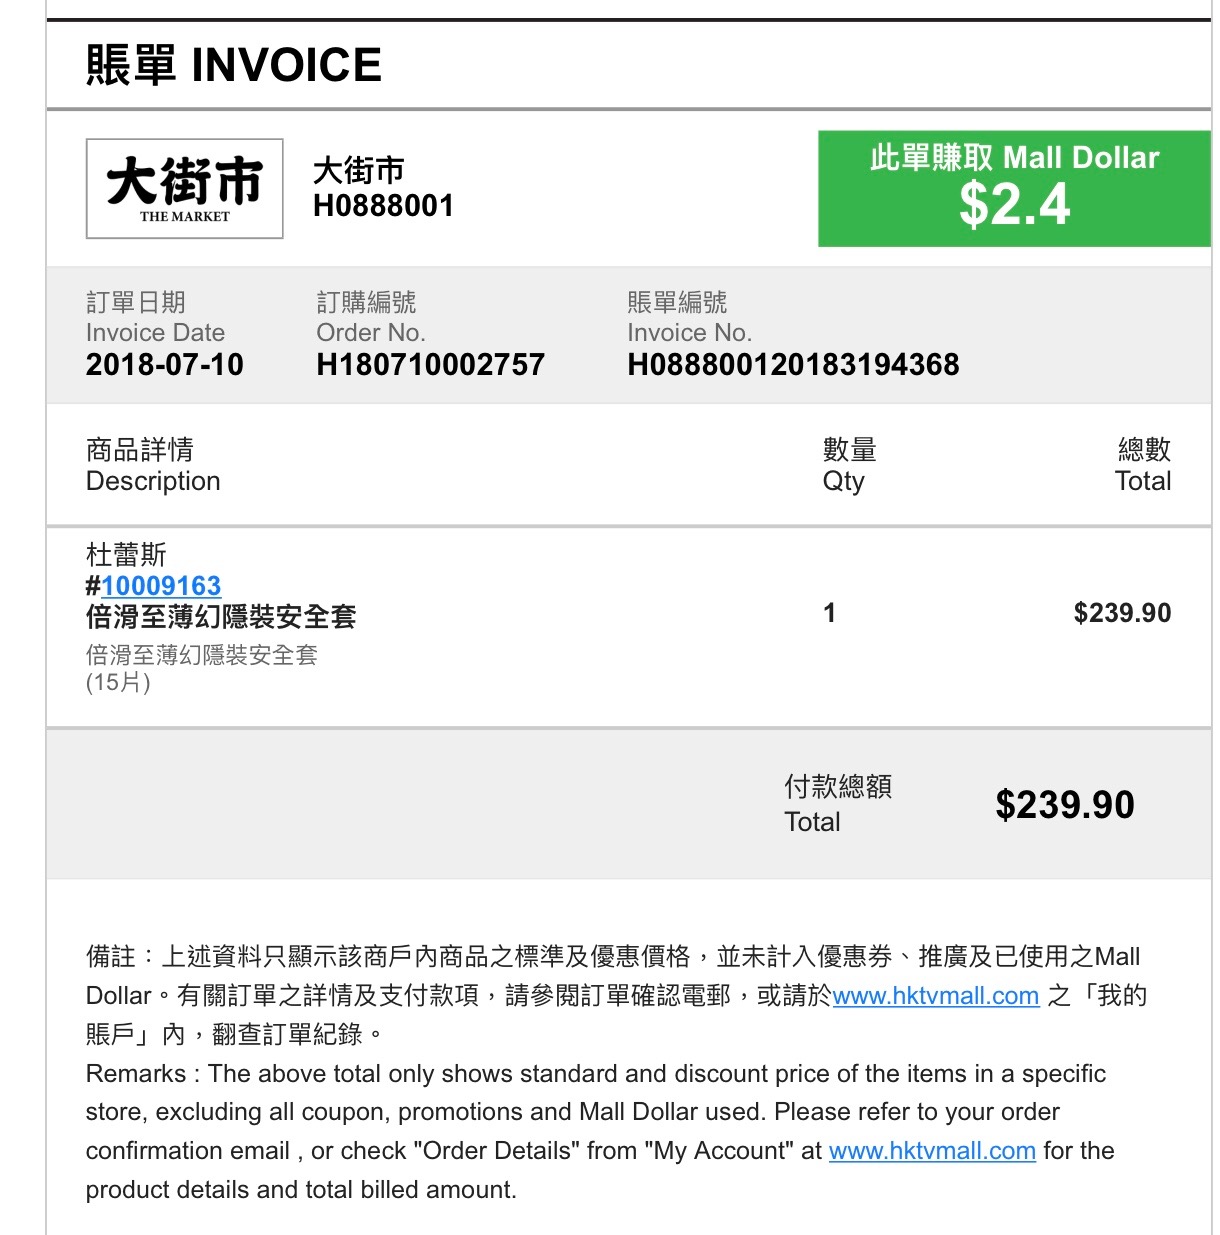 賬單 INVOICE
大街市
THE MARKET
大街市
H0888001
此單賺取 Mall Dollar
$2.4
訂單日期
Invoice Date
2018-07-10
訂購編號
Order No.
H180710002757
賬單編號
Invoice No.
H088800120183194368
商品詳情
Description
數量
Qty
總數
Total
杜蕾斯
#10009163
倍滑至薄幻隱裝安全套
倍滑至薄幻隱裝安全套
(15片)
1
$239.90
付款總額
Total
$239.90
備註：上述資料只顯示該商戶內商品之標準及優惠價格，並未計入優惠券、推廣及已使用之Mall
Dollar。有關訂單之詳情及支付款項，請參閱訂單確認電郵，或請於www.hktvmall.com 之「我的
賬戶」內，翻查訂單紀錄。
Remarks : The above total only shows standard and discount price of the items in a specific
store, excluding all coupon, promotions and Mall Dollar used. Please refer to your order
confirmation email , or check "Order Details" from "My Account" at www.hktvmall.com for the
product details and total billed amount.